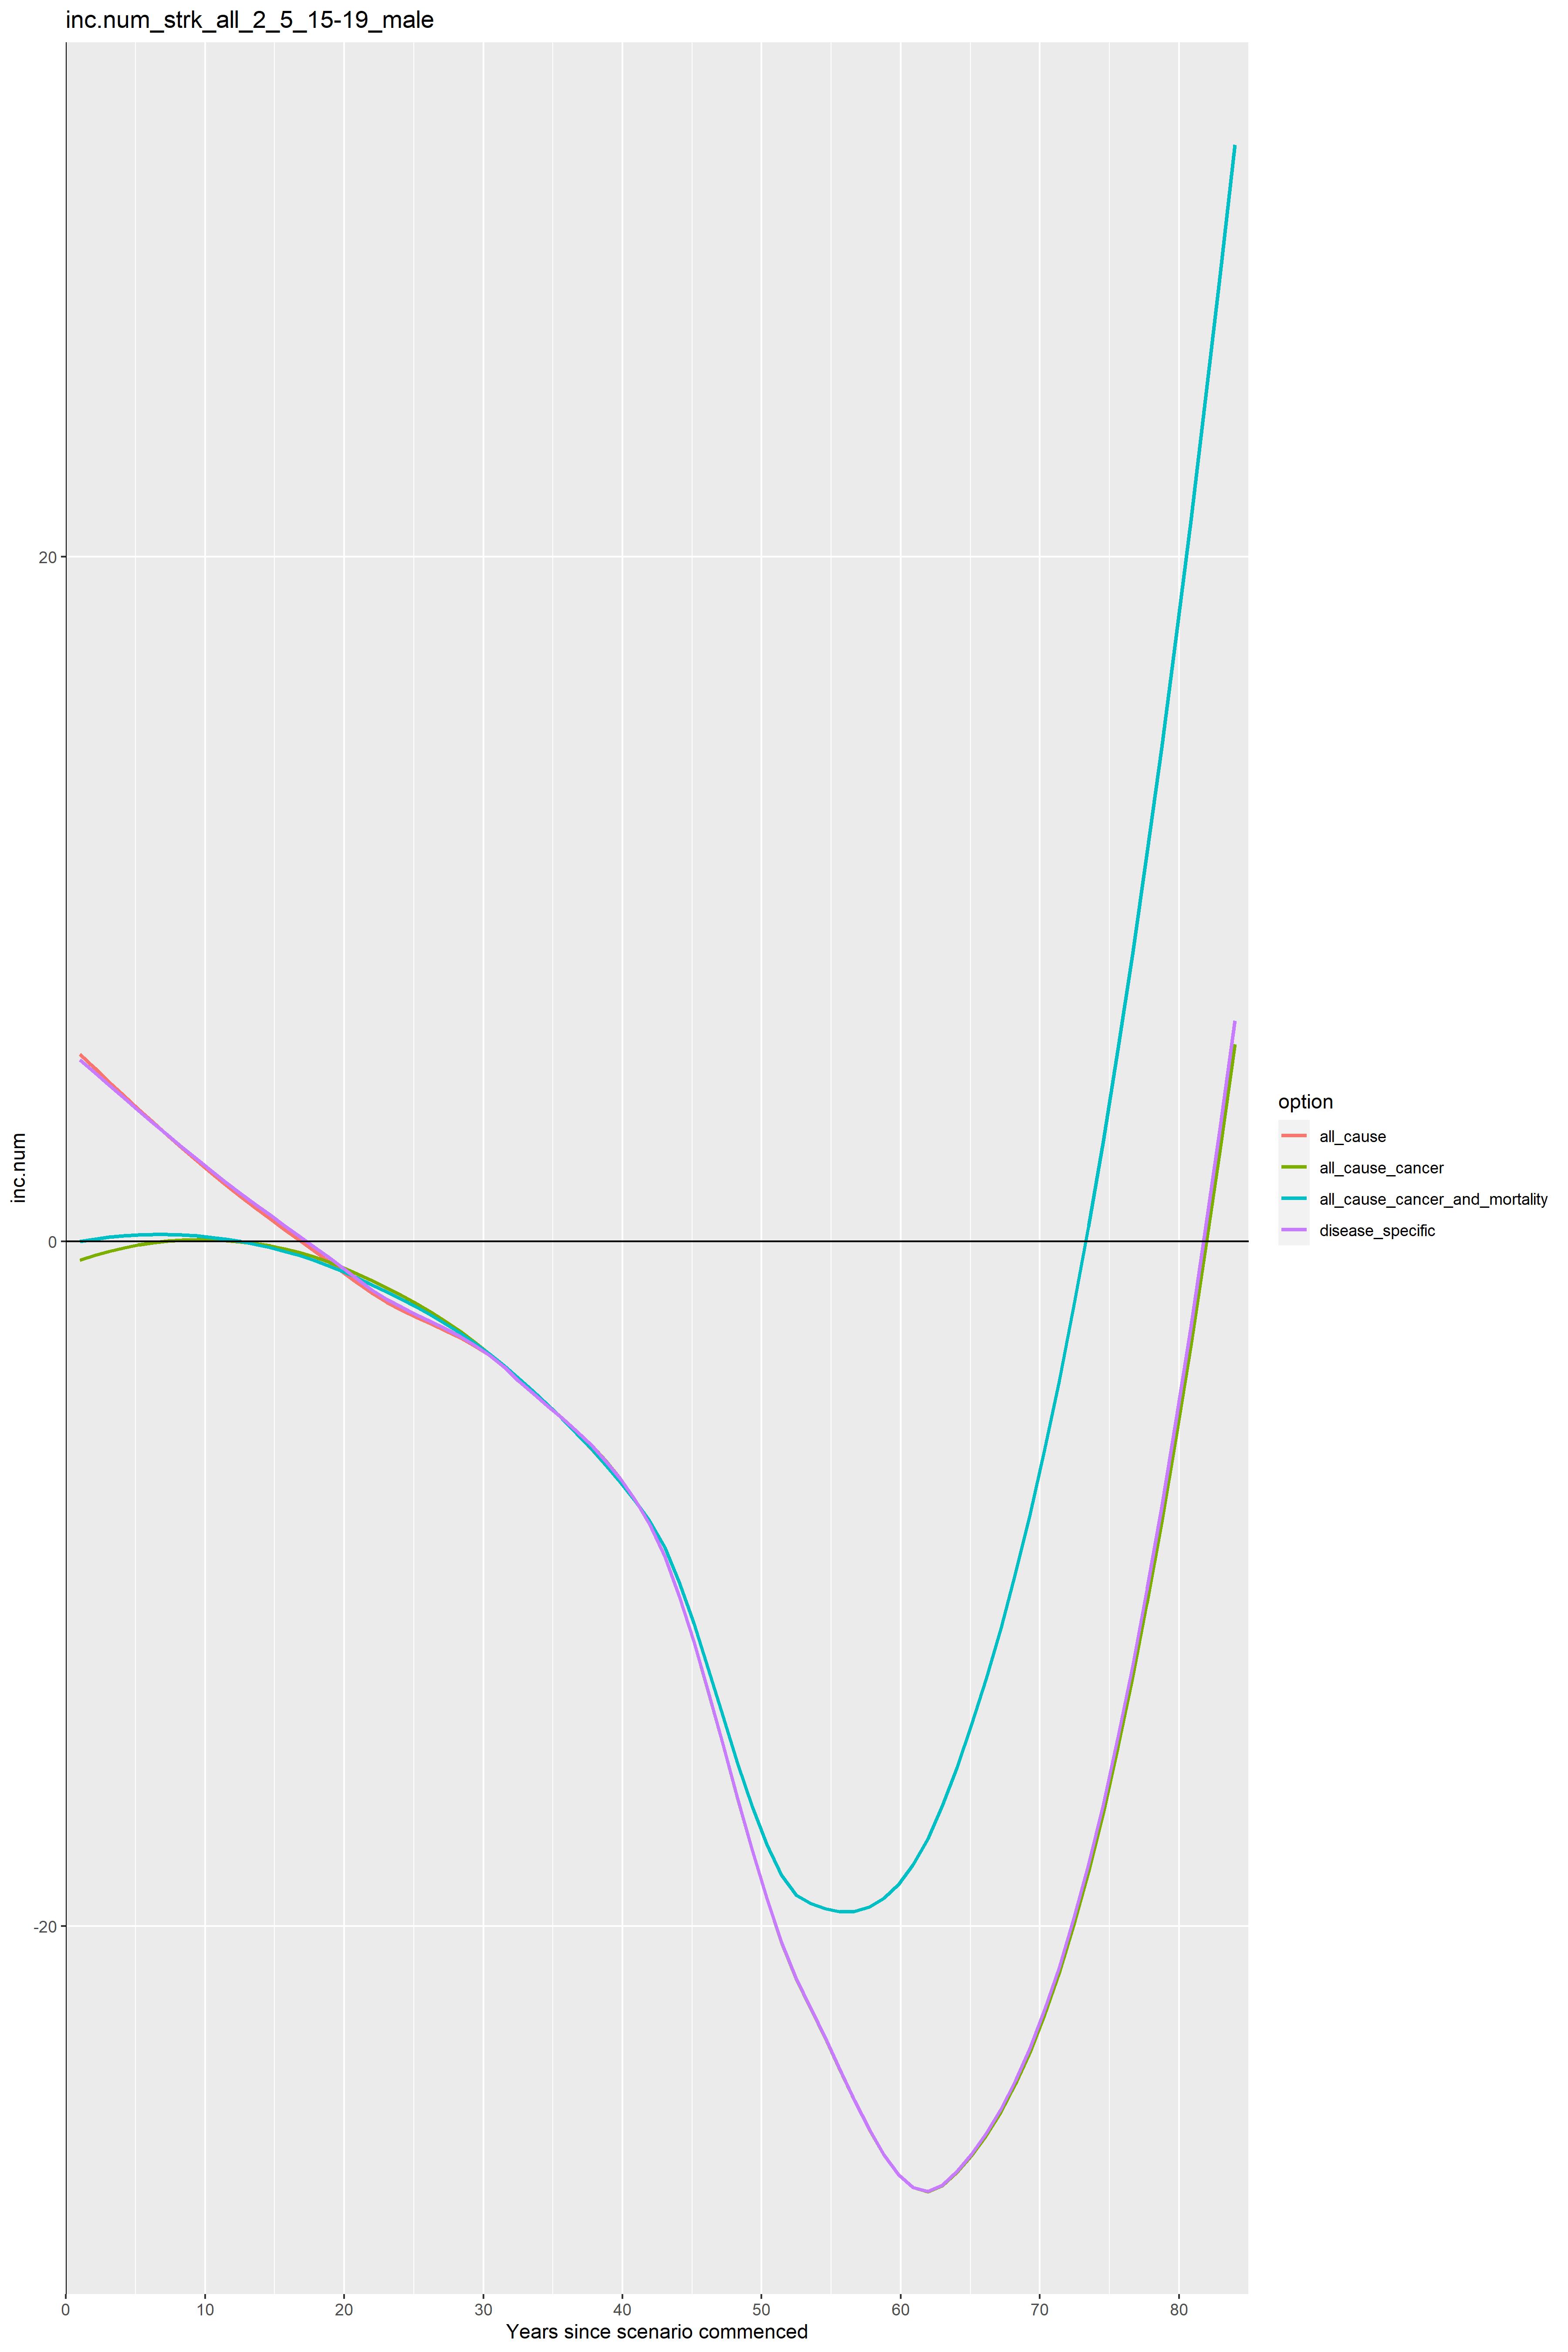 inc.num_strk_all_2_5_15-19_male
inc.num
20
0
-20
0 10 20 30 40 50 60 70 80
Years since scenario commenced
option
all_cause
all_cause_cancer
all_cause_cancer_and_mortality
disease_specific